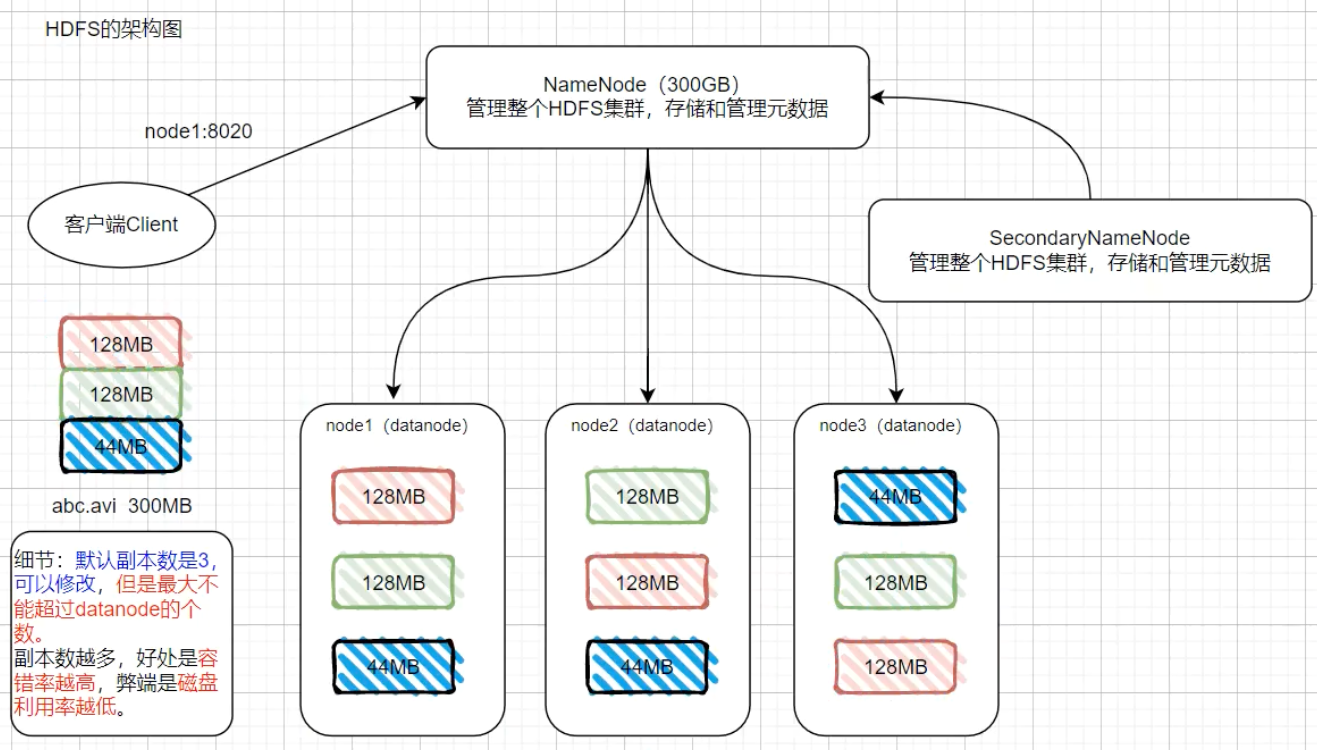 HDFS的架构图
NameNode（300GB）
管理整个HDFS集群，存储和管理元数据
node1:8020
客户端Client
SecondaryNameNode
管理整个HDFS集群，存储和管理元数据
128MB
128MB
44MB
abc.avi 300MB
细节：默认副本数是3，
可以修改，但是最大不
能超过datanode的个
数。
副本数越多，好处是容
错率越高，弊端是磁盘
利用率越低。
node1（datanode）
128MB
128MB
44MB
node2（datanode）
128MB
128MB
44MB
node3（datanode）
44MB
128MB
128MB